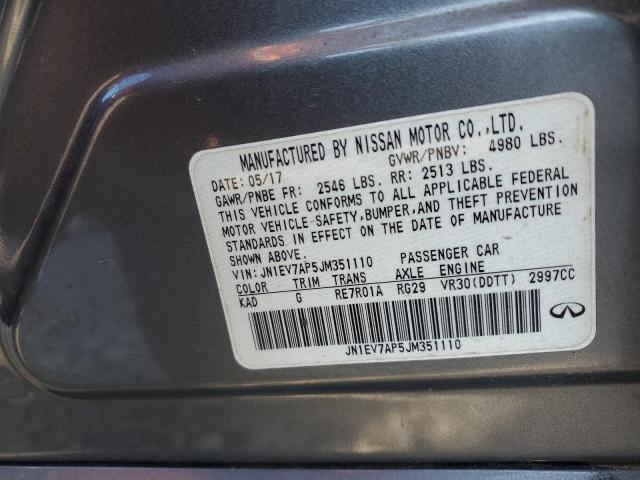 MANUFACTURED BY NISSAN MOTOR CO.,LTD.
DATE: 05/17 GVWR/PNBV: 4980 LBS.
GAWR/PNBE FR: 2546 LBS. RR: 2513 LBS.
THIS VEHICLE CONFORMS TO ALL APPLICABLE FEDERAL
MOTOR VEHICLE SAFETY,BUMPER,AND THEFT PREVENTION
STANDARDS IN EFFECT ON THE DATE OF MANUFACTURE
SHOWN ABOVE.
VIN: JN1EV7AP5JM351110 PASSENGER CAR
COLOR TRIM TRANS AXLE ENGINE
KAD G RE7R01A RG29 VR30(DDTT) 2997CC
JN1EV7AP5JM351110